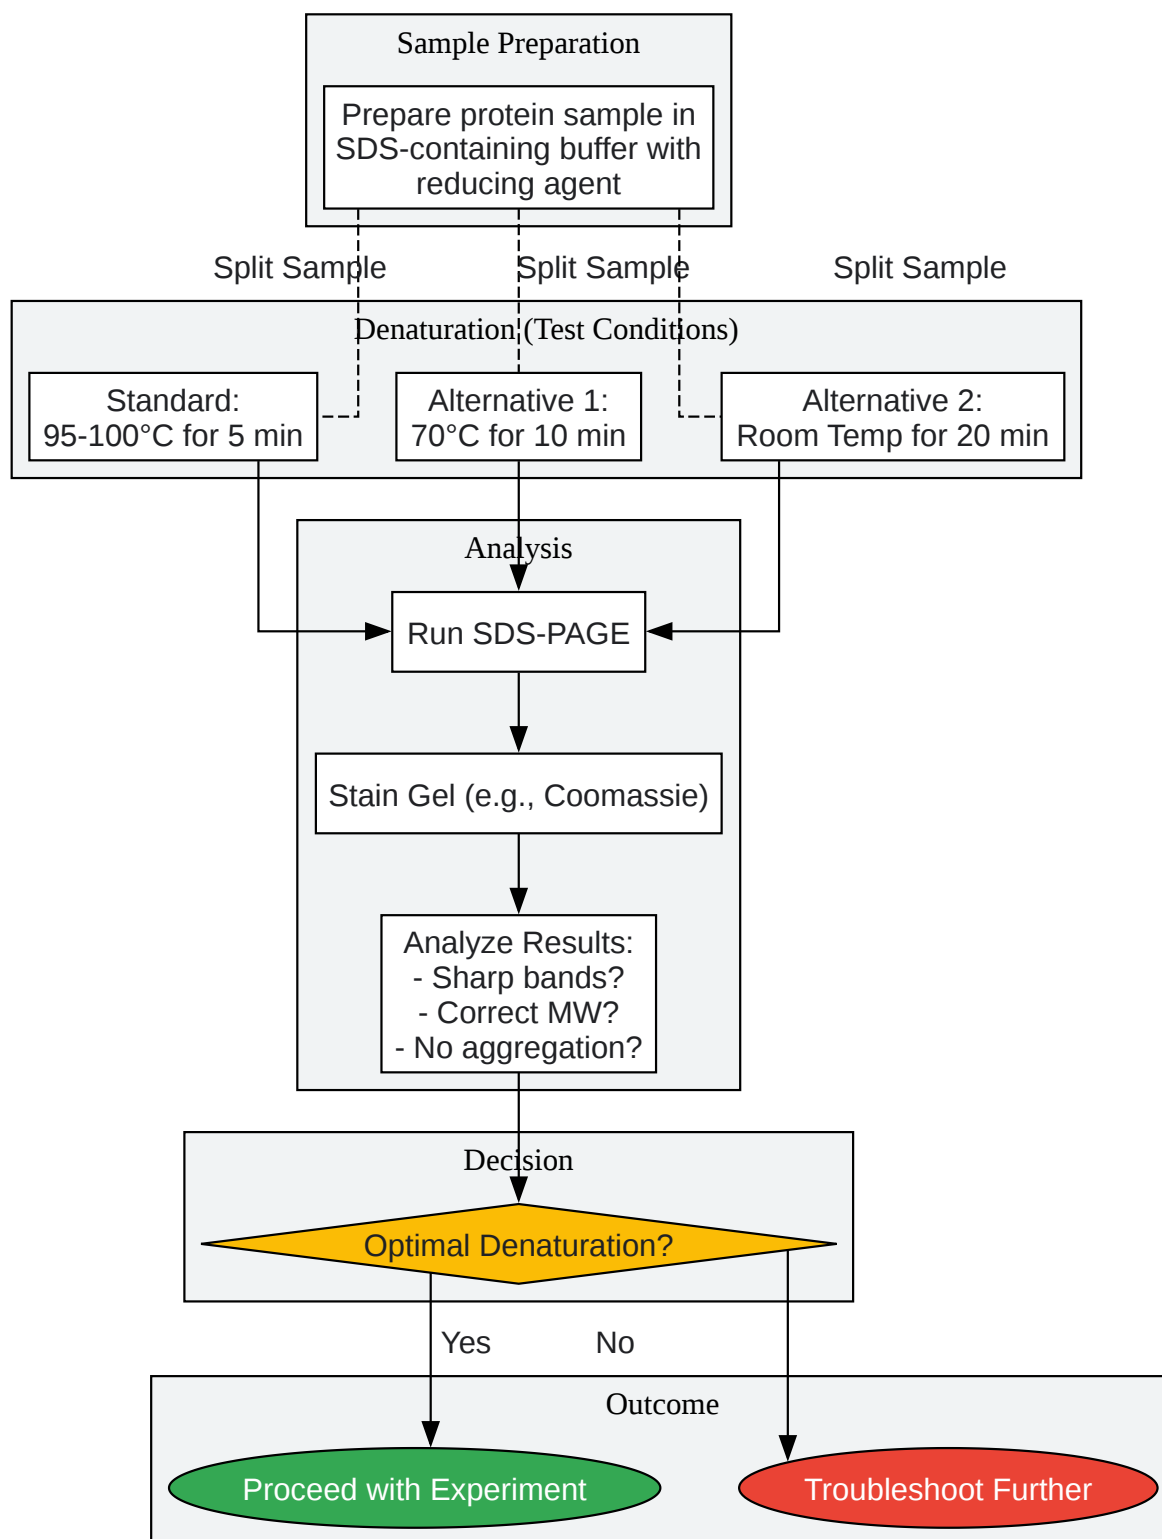 Sample Preparation
Prepare protein sample in
SDS-containing buffer with
reducing agent
Split Sample
Split Sample
Split Sample
Denaturation (Test Conditions)
Standard:
95-100°C for 5 min
Alternative 1:
70°C for 10 min
Alternative 2:
Room Temp for 20 min
Analysis
Run SDS-PAGE
Stain Gel (e.g., Coomassie)
Analyze Results:
- Sharp bands?
- Correct MW?
- No aggregation?
Decision
Optimal Denaturation?
Yes
No
Outcome
Proceed with Experiment
Troubleshoot Further